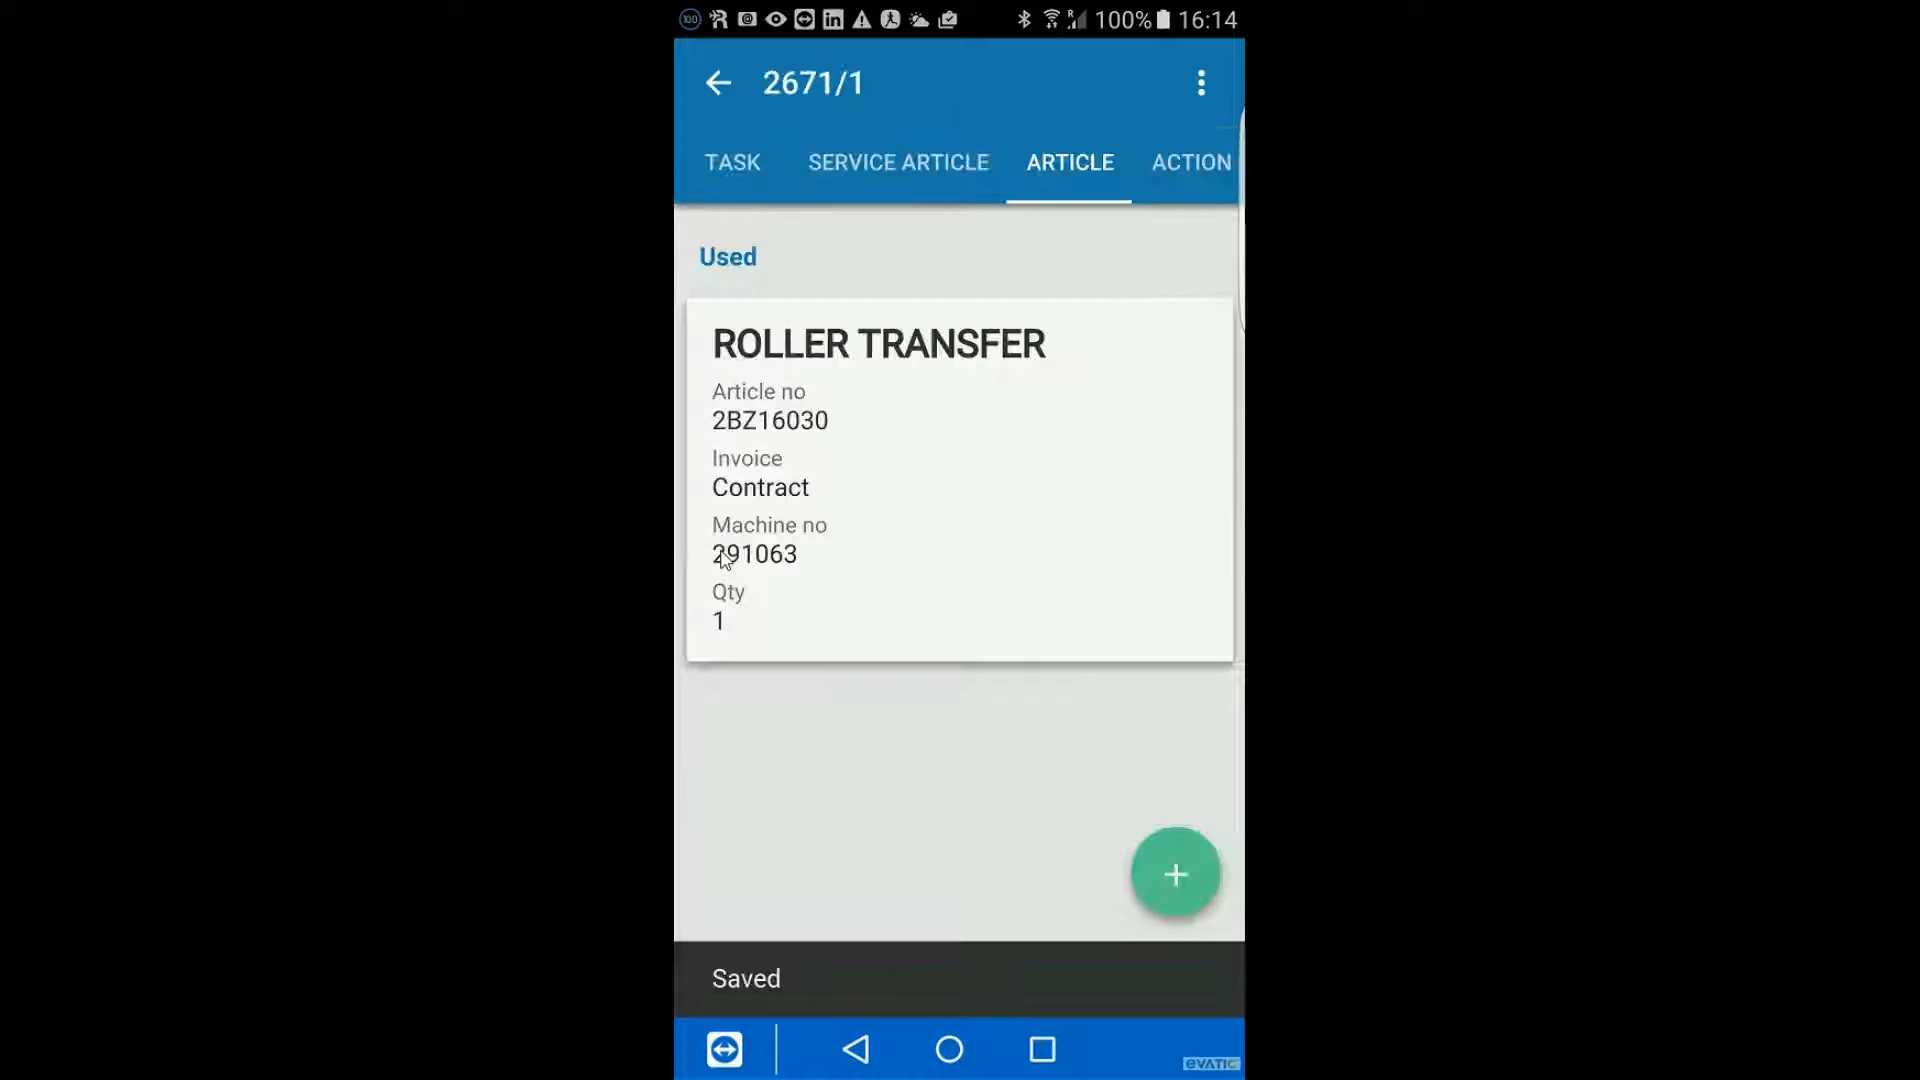 100% 16:14
2671/1
TASK SERVICE ARTICLE ARTICLE ACTION
Used
ROLLER TRANSFER
Article no
2BZ16030
Invoice
Contract
Machine no
291063
Qty
1
Saved
eVATIC